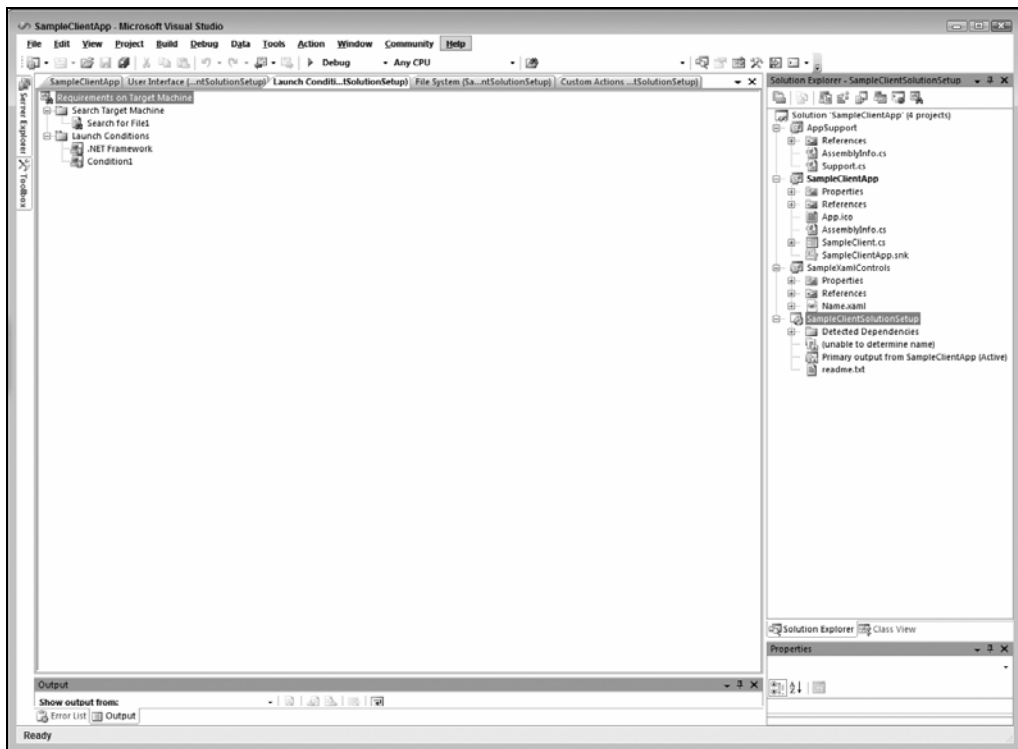 SampleClientApp - Microsoft Visual Studio
File Edit View Project Build Debug Data Tools Action Window Community Help
Debug Any CPU
SampleClientApp User Interface (...ntSolutionSetup) Launch Conditi...tSolutionSetup) File System (Sa...ntSolutionSetup) Custom Actions ...tSolutionSetup)
Server Explorer
Toolbox
Requirements on Target Machine
Search Target Machine
Search for File1
Launch Conditions
.NET Framework
Condition1
Solution Explorer - SampleClientSolutionSetup
Solution 'SampleClientApp' (4 projects)
AppSupport
References
AssemblyInfo.cs
Support.cs
SampleClientApp
Properties
References
App.ico
AssemblyInfo.cs
SampleClient.cs
SampleClientApp.snk
SampleXamlControls
Properties
References
Name.xaml
SampleClientSolutionSetup
Detected Dependencies
(unable to determine name)
Primary output from SampleClientApp (Active)
readme.txt
Solution Explorer Class View
Properties
Output
Show output from:
Error List Output
Ready